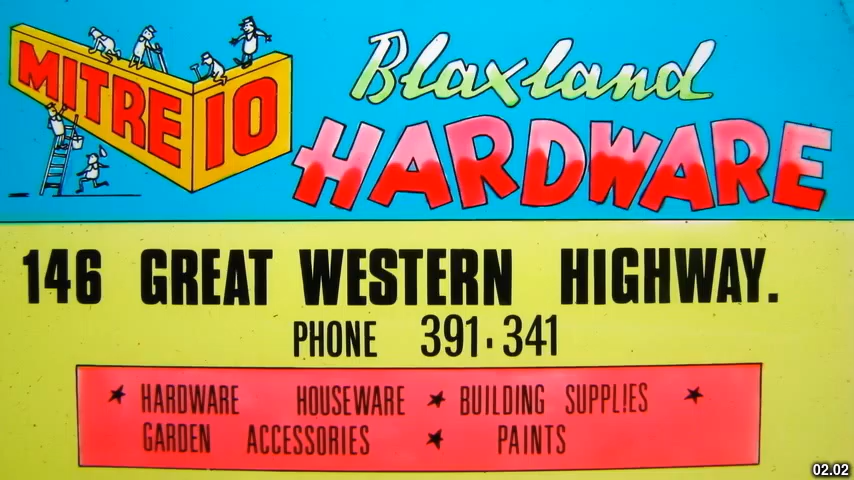 MITRE 10
Blaxland
HARDWARE
146 GREAT WESTERN HIGHWAY.
PHONE 391·341
★ HARDWARE HOUSEWARE ★ BUILDING SUPPLIES ★
GARDEN ACCESSORIES ★ PAINTS
02.02